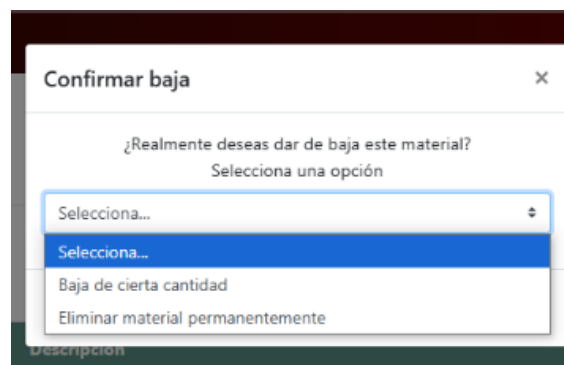 Confirmar baja ×
¿Realmente deseas dar de baja este material?
Selecciona una opción
Selecciona...
Selecciona...
Baja de cierta cantidad
Eliminar material permanentemente
Descripción